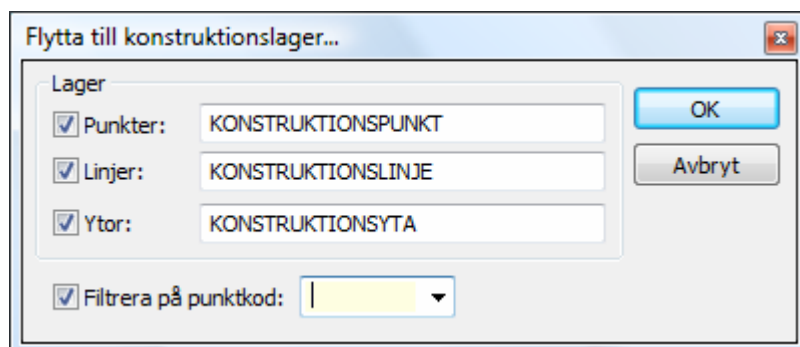 Flytta till konstruktionslager...
Lager
Punkter: KONSTRUKTIONSPUNKT
Linjer: KONSTRUKTIONSLINJE
Ytor: KONSTRUKTIONSYTA
Filtrera på punktkod:
OK
Avbryt